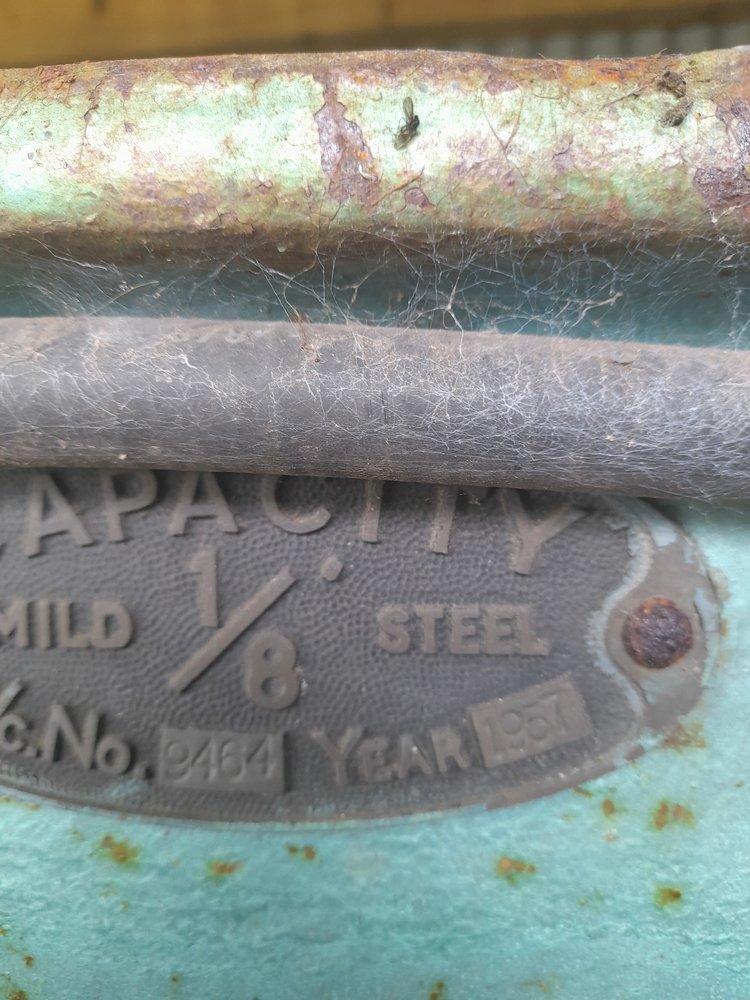 CAPACITY
MILD 1/8" STEEL
M/c. No. 9464 YEAR 1957